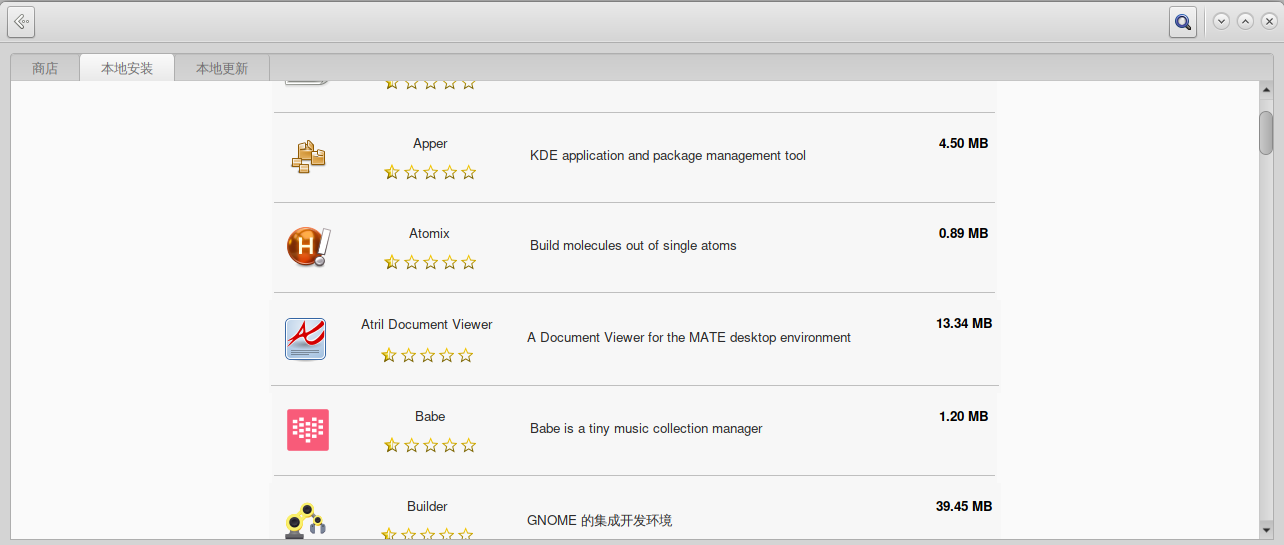 商店 本地安装 本地更新
Apper
KDE application and package management tool
4.50 MB
Atomix
Build molecules out of single atoms
0.89 MB
Atril Document Viewer
A Document Viewer for the MATE desktop environment
13.34 MB
Babe
Babe is a tiny music collection manager
1.20 MB
Builder
GNOME 的集成开发环境
39.45 MB